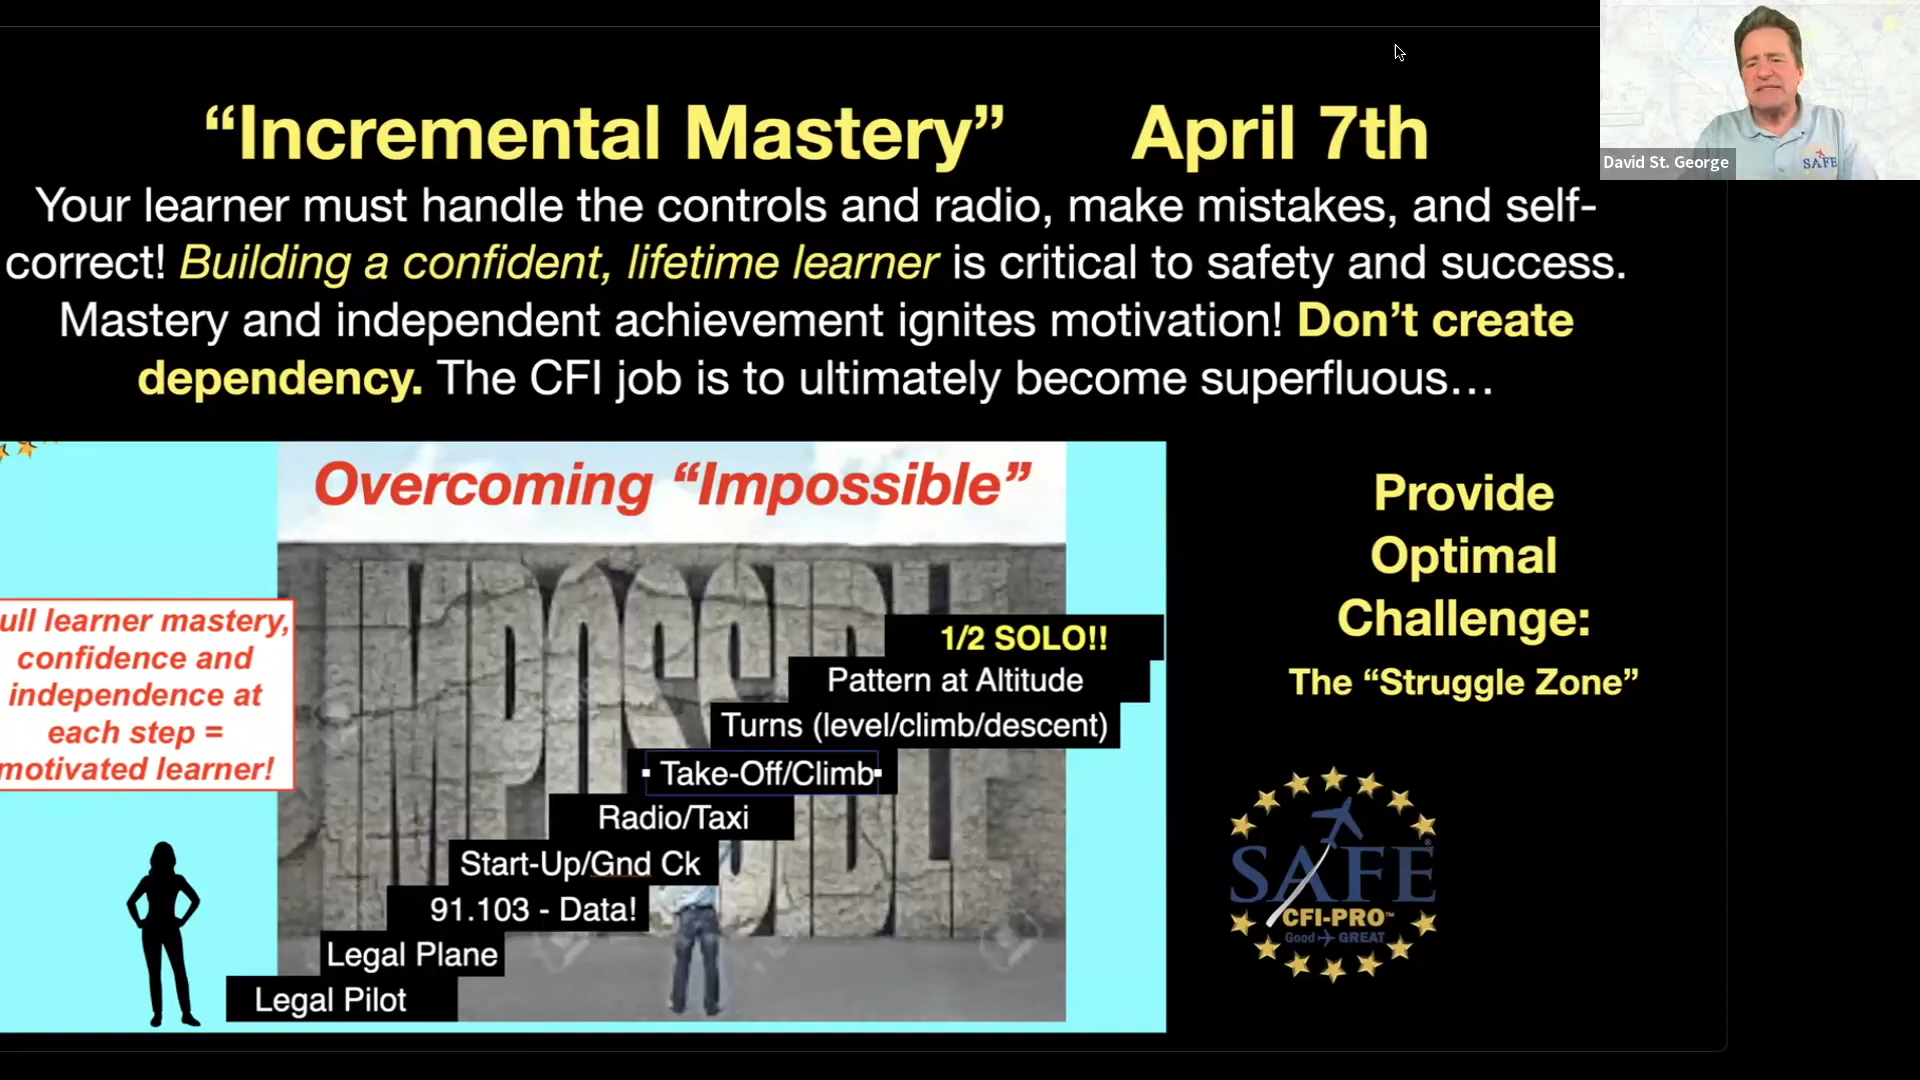 “Incremental Mastery” April 7th
David St. George
SAFE
Your learner must handle the controls and radio, make mistakes, and self-
correct! Building a confident, lifetime learner is critical to safety and success.
Mastery and independent achievement ignites motivation! Don’t create
dependency. The CFI job is to ultimately become superfluous…
Overcoming “Impossible”
IMPOSSIBLE
ull learner mastery,
confidence and
independence at
each step =
motivated learner!
1/2 SOLO!!
Pattern at Altitude
Turns (level/climb/descent)
Take-Off/Climb
Radio/Taxi
Start-Up/Gnd Ck
91.103 - Data!
Legal Plane
Legal Pilot
Provide
Optimal
Challenge:
The “Struggle Zone”
SAFE®
CFI-PRO™
Good GREAT